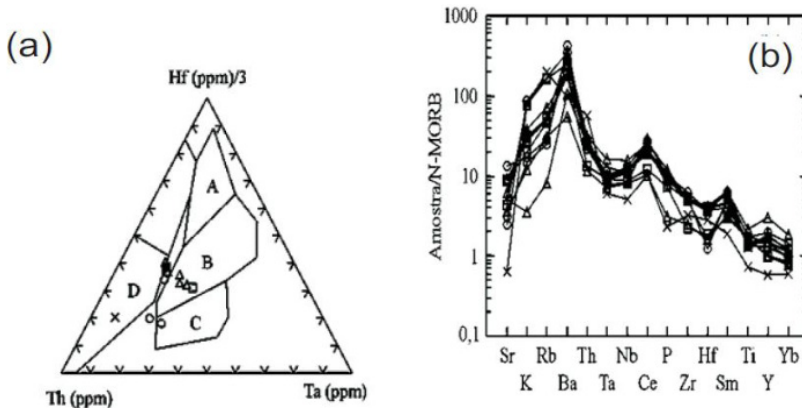 (a)
Hf (ppm)/3
A
B
D
C
Th (ppm)
Ta (ppm)
(b)
1000
100
10
1
0,1
Amostra/N-MORB
Sr Rb Th Nb P Hf Ti Yb
K Ba Ta Ce Zr Sm Y